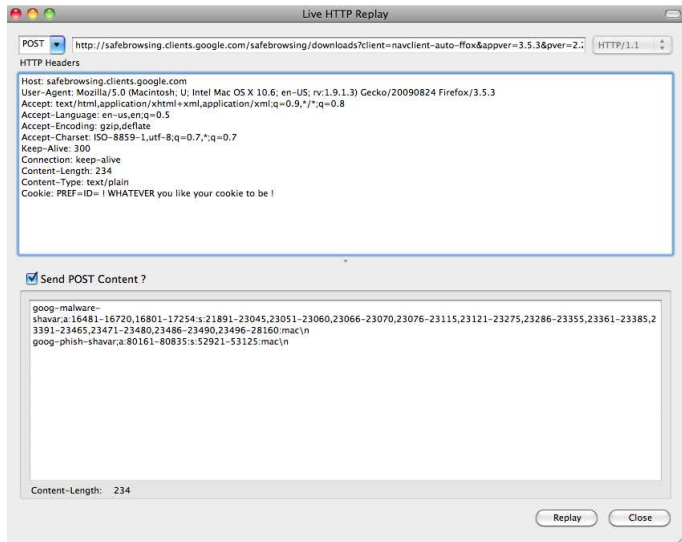 Live HTTP Replay
POST http://safebrowsing.clients.google.com/safebrowsing/downloads?client=navclient-auto-ffox&appver=3.5.3&pver=2.: HTTP/1.1
HTTP Headers
Host: safebrowsing.clients.google.com
User-Agent: Mozilla/5.0 (Macintosh; U; Intel Mac OS X 10.6; en-US; rv:1.9.1.3) Gecko/20090824 Firefox/3.5.3
Accept: text/html,application/xhtml+xml,application/xml;q=0.9,*/*;q=0.8
Accept-Language: en-us,en;q=0.5
Accept-Encoding: gzip,deflate
Accept-Charset: ISO-8859-1,utf-8;q=0.7,*;q=0.7
Keep-Alive: 300
Connection: keep-alive
Content-Length: 234
Content-Type: text/plain
Cookie: PREF=ID= ! WHATEVER you like your cookie to be !
Send POST Content ?
goog-malware-
shavar;a:16481-16720,16801-17254:s:21891-23045,23051-23060,23066-23070,23076-23115,23121-23275,23286-23355,23361-23385,2
3391-23465,23471-23480,23486-23490,23496-28160:mac\n
goog-phish-shavar;a:80161-80835:s:52921-53125:mac\n
Content-Length: 234
Replay Close